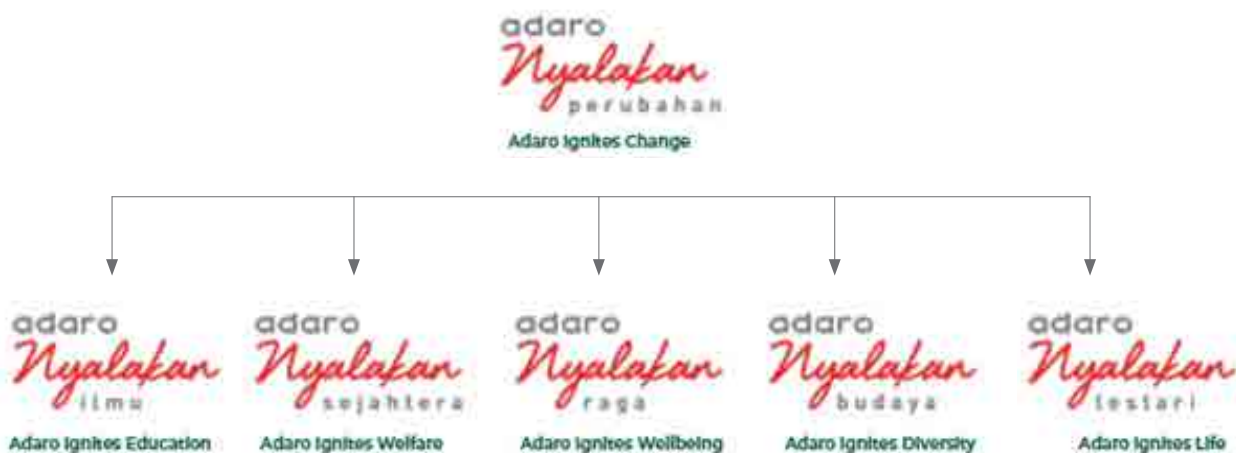 adaro
Nyalakan
perubahan
Adaro Ignites Change
adaro
Nyalakan
ilmu
Adaro Ignites Education
adaro
Nyalakan
sejahtera
Adaro Ignites Welfare
adaro
Nyalakan
raga
Adaro Ignites Wellbeing
adaro
Nyalakan
budaya
Adaro Ignites Diversity
adaro
Nyalakan
lestari
Adaro Ignites Life